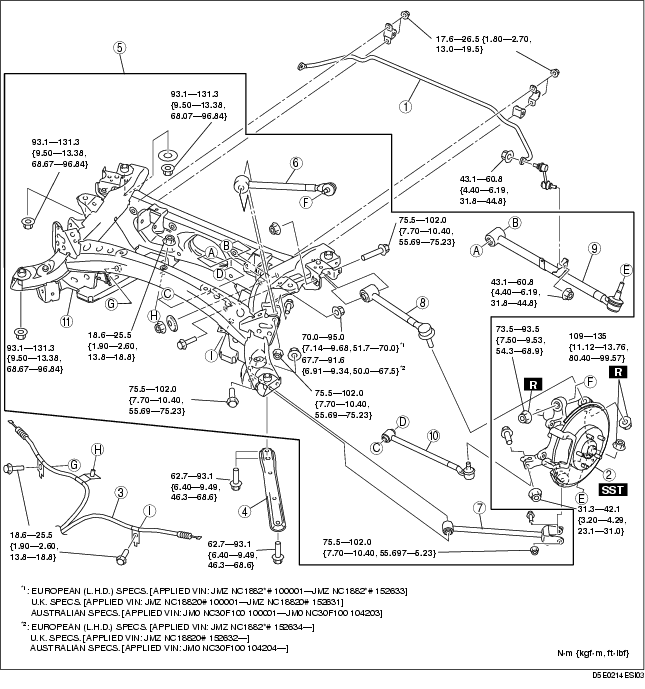 17.6—26.5 {1.80—2.70,
13.0—19.5}
5
1
93.1—131.3
{9.50—13.38,
68.07—96.84}
93.1—131.3
{9.50—13.38,
68.67—96.84}
6
F
43.1—60.8
{4.40—6.19,
31.8—44.8}
75.5—102.0
{7.70—10.40,
55.69—75.23}
B
A
9
E
A
B
D
43.1—60.8
{4.40—6.19,
31.8—44.8}
C
G
H
11
8
I
18.6—25.5
{1.90—2.60,
13.8—18.8}
93.1—131.3
{9.50—13.38,
68.67—96.84}
70.0—95.0
{7.14—9.68, 51.7—70.0}*1
67.7—91.6
{6.91—9.34, 50.0—67.5}*2
73.5—93.5
{7.50—9.53,
54.3—68.9}
109—135
{11.12—13.76,
80.40—99.57}
R
R
F
75.5—102.0
{7.70—10.40,
55.69—75.23}
75.5—102.0
{7.70—10.40,
55.69—75.23}
D
C
10
2
SST
E
H
G
3
I
62.7—93.1
{6.40—9.49,
46.3—68.6}
4
7
31.3—42.1
{3.20—4.29,
23.1—31.0}
18.6—25.5
{1.90—2.60,
13.8—18.8}
62.7—93.1
{6.40—9.49,
46.3—68.6}
75.5—102.0
{7.70—10.40, 55.697—5.23}
*1: EUROPEAN (L.H.D.) SPECS. [APPLIED VIN: JMZ NC1882*# 100001—JMZ NC1882*# 152633]
U.K. SPECS. [APPLIED VIN: JMZ NC18820# 100001—JMZ NC18820# 152631]
AUSTRALIAN SPECS. [APPLIED VIN: JM0 NC30F100 100001—JM0 NC30F100 104203]
*2: EUROPEAN (L.H.D.) SPECS. [APPLIED VIN: JMZ NC1882*# 152634—]
U.K. SPECS. [APPLIED VIN: JMZ NC18820# 152632—]
AUSTRALIAN SPECS. [APPLIED VIN: JM0 NC30F100 104204—]
N·m {kgf·m, ft·lbf}
D5E0214ESI03